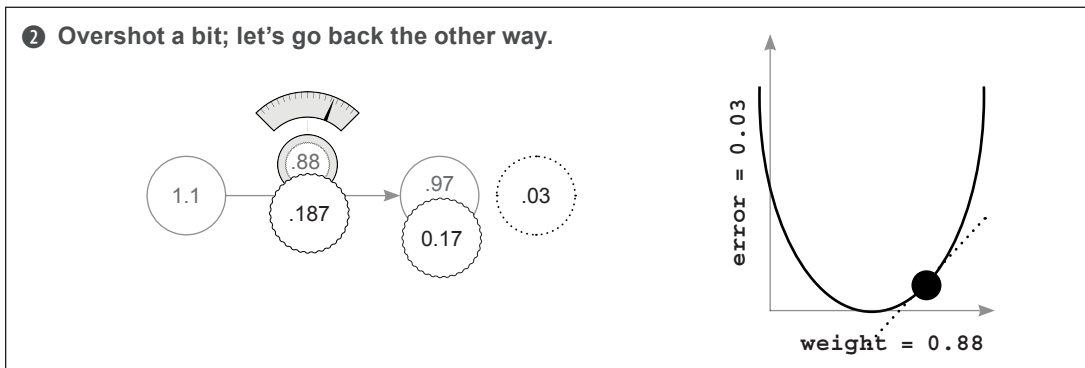 ❷ Overshot a bit; let’s go back the other way.
.88
1.1
.97
.03
.187
0.17
error = 0.03
weight = 0.88